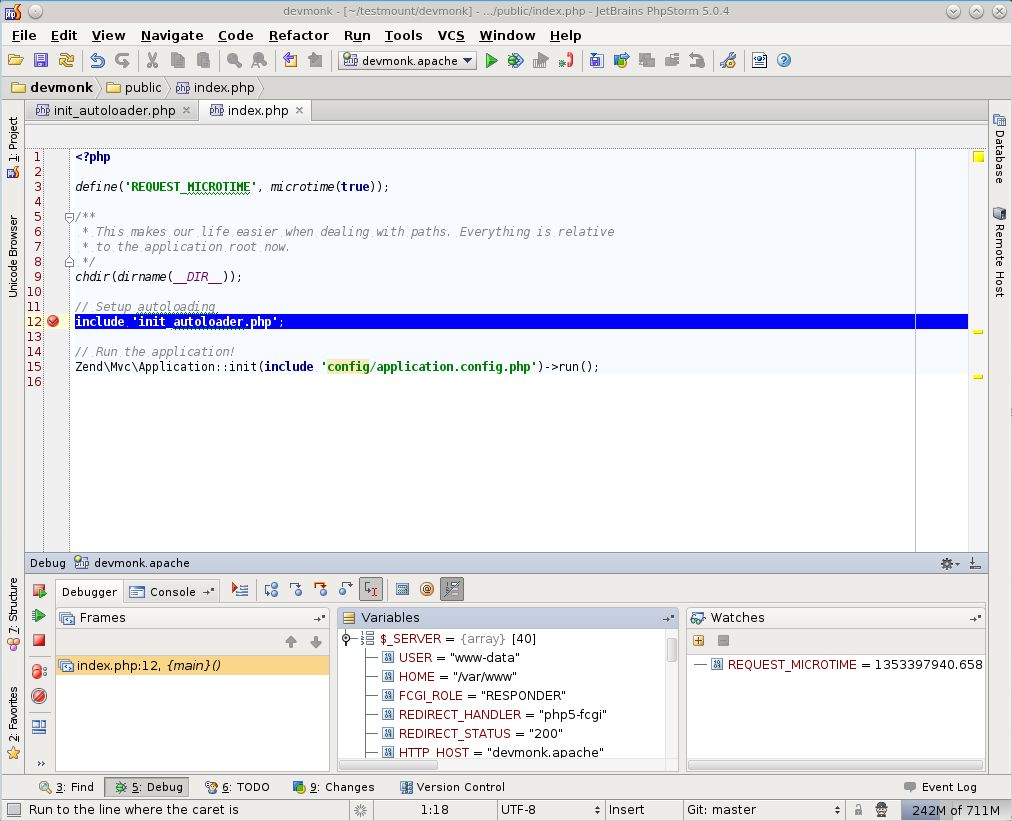 devmonk - [~/testmount/devmonk] - .../public/index.php - JetBrains PhpStorm 5.0.4
File Edit View Navigate Code Refactor Run Tools VCS Window Help
devmonk.apache
devmonk public index.php
init_autoloader.php index.php
1: Project
Unicode Browser
7: Structure
2: Favorites
Database
Remote Host
1 <?php
2
3 define('REQUEST_MICROTIME', microtime(true));
4
5 /**
6 * This makes our life easier when dealing with paths. Everything is relative
7 * to the application root now.
8 */
9 chdir(dirname(__DIR__));
10
11 // Setup autoloading
12 include 'init_autoloader.php';
13
14 // Run the application!
15 Zend\Mvc\Application::init(include 'config/application.config.php')->run();
16
Debug devmonk.apache
Debugger Console
Frames
index.php:12, {main}()
Variables
$_SERVER = {array} [40]
USER = "www-data"
HOME = "/var/www"
FCGI_ROLE = "RESPONDER"
REDIRECT_HANDLER = "php5-fcgi"
REDIRECT_STATUS = "200"
HTTP_HOST = "devmonk.apache"
Watches
REQUEST_MICROTIME = 1353397940.658
3: Find 5: Debug 6: TODO 9: Changes Version Control Event Log
Run to the line where the caret is 1:18 UTF-8 Insert Git: master 242M of 711M